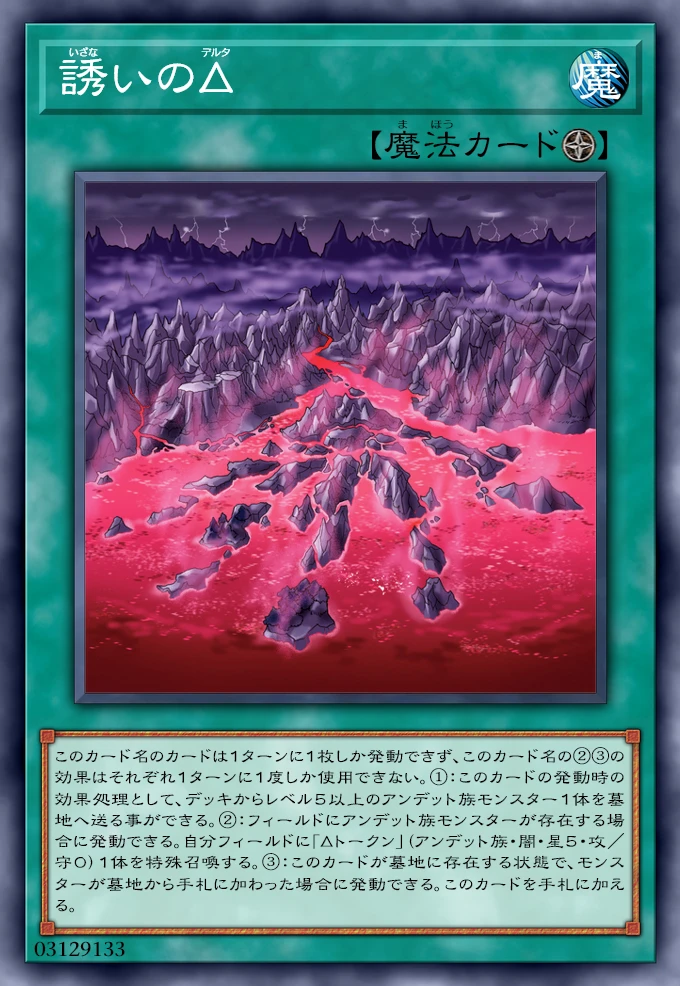 いざな デルタ
誘いのΔ
ま
魔
ま ほう
【魔法カード】
このカード名のカードは1ターンに1枚しか発動できず、このカード名の②③の
効果はそれぞれ1ターンに1度しか使用できない。①:このカードの発動時の
効果処理として、デッキからレベル5以上のアンデット族モンスター1体を墓
地へ送る事ができる。②:フィールドにアンデット族モンスターが存在する場
合に発動できる。自分フィールドに「Δトークン」(アンデット族・闇・星5・攻/
守0)1体を特殊召喚する。③:このカードが墓地に存在する状態で、モンス
ターが墓地から手札に加わった場合に発動できる。このカードを手札に加え
る。
03129133